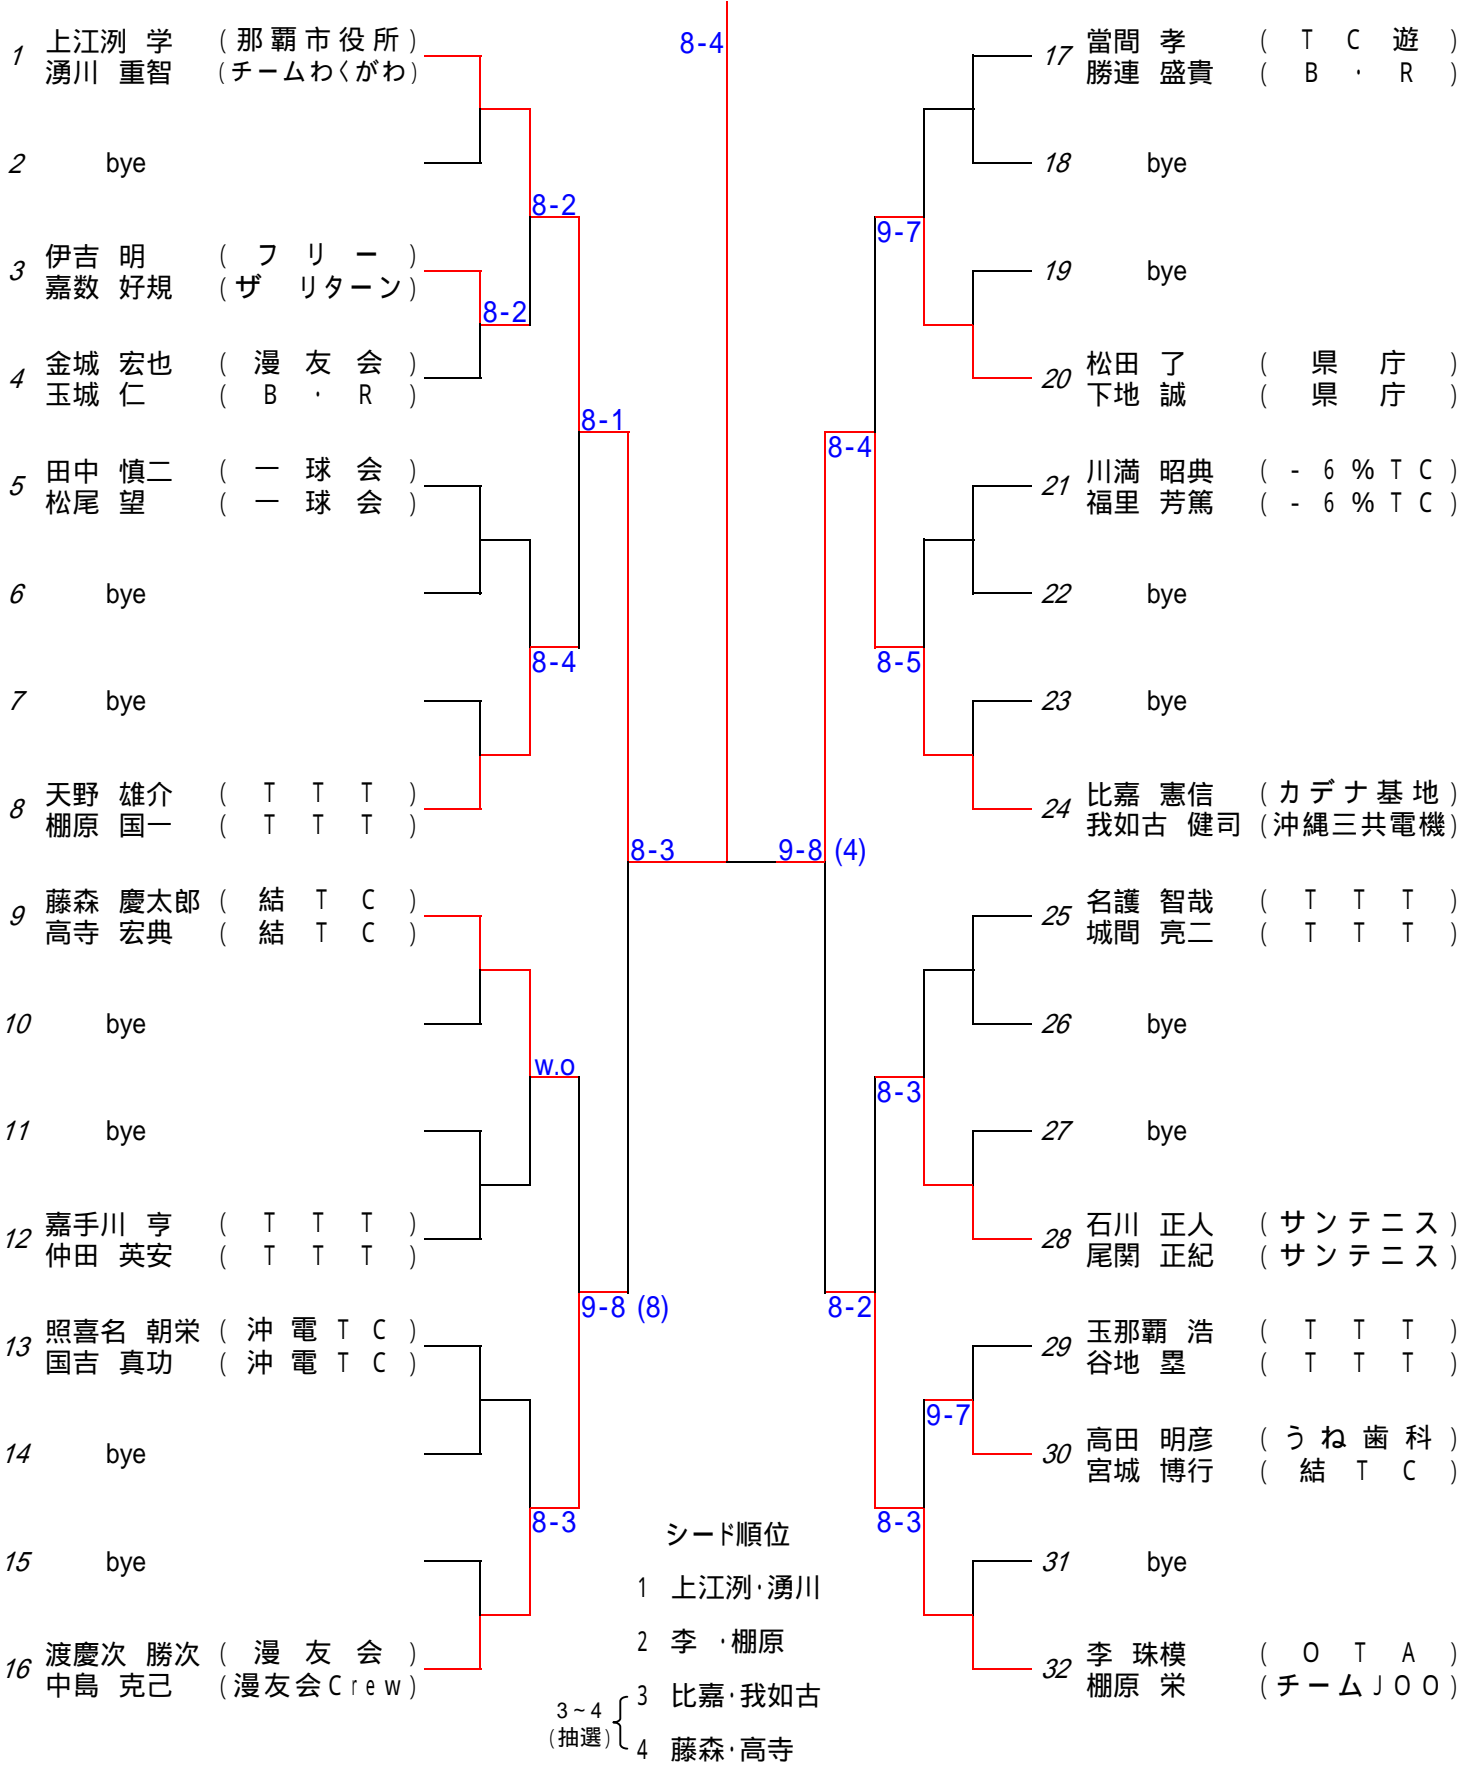 8-4
1 上江洌 学 (那覇市役所)
湧川 重智 (チームわくがわ)
2 bye
8-2
3 伊吉 明 (フリー)
嘉数 好規 (ザ リターン)
8-2
4 金城 宏也 (漫友会)
玉城 仁 (B・R)
8-1
5 田中 慎二 (一球会)
松尾 望 (一球会)
6 bye
8-4
7 bye
8 天野 雄介 (TTT)
棚原 国一 (TTT)
8-3
9 藤森 慶太郎 (結TC)
高寺 宏典 (結TC)
10 bye
w.o
11 bye
12 嘉手川 亨 (TTT)
仲田 英安 (TTT)
9-8 (8)
13 照喜名 朝栄 (沖電TC)
国吉 真功 (沖電TC)
14 bye
8-3
15 bye
16 渡慶次 勝次 (漫友会)
中島 克己 (漫友会Crew)
17 當間 孝 (TC遊)
勝連 盛貴 (B・R)
18 bye
9-7
19 bye
20 松田 了 (県庁)
下地 誠 (県庁)
8-4
21 川満 昭典 (-6%TC)
福里 芳篤 (-6%TC)
22 bye
8-5
23 bye
24 比嘉 憲信 (カデナ基地)
我如古 健司 (沖縄三共電機)
9-8 (4)
25 名護 智哉 (TTT)
城間 亮二 (TTT)
26 bye
8-3
27 bye
28 石川 正人 (サンテニス)
尾関 正紀 (サンテニス)
8-2
29 玉那覇 浩 (TTT)
谷地 塁 (TTT)
9-7
30 高田 明彦 (うね歯科)
宮城 博行 (結TC)
8-3
31 bye
32 李 珠模 (OTA)
棚原 栄 (チームJOO)
シード順位
1 上江洌・湧川
2 李 ・棚原
3 比嘉・我如古
3~4
(抽選)
4 藤森・高寺